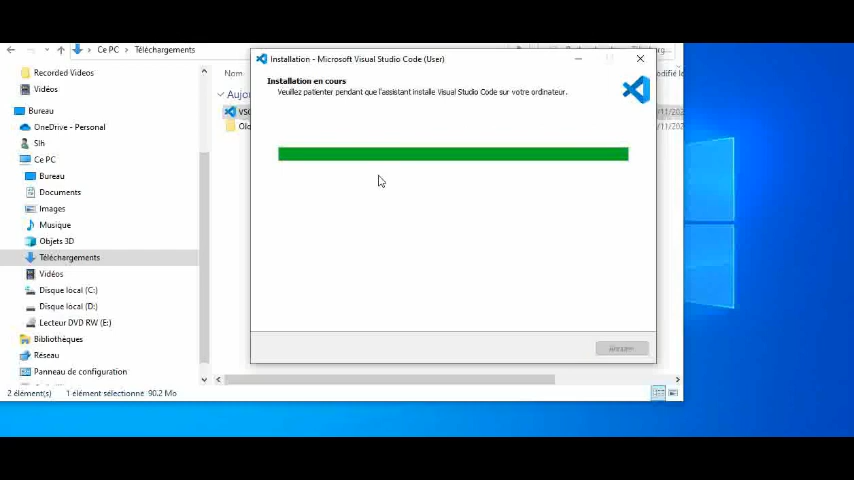 Ce PC
Téléchargements
Installation - Microsoft Visual Studio Code (User)
Installation en cours
Veuillez patienter pendant que l'assistant installe Visual Studio Code sur votre ordinateur.
Recorded Videos
Vidéos
Bureau
OneDrive - Personal
Slh
Ce PC
Bureau
Documents
Images
Musique
Objets 3D
Téléchargements
Vidéos
Disque local (C:)
Disque local (D:)
Lecteur DVD RW (E:)
Bibliothèques
Réseau
Panneau de configuration
Nom
Aujo
VSC
Annuler
2 élément(s)
1 élément sélectionné 90,2 Mo